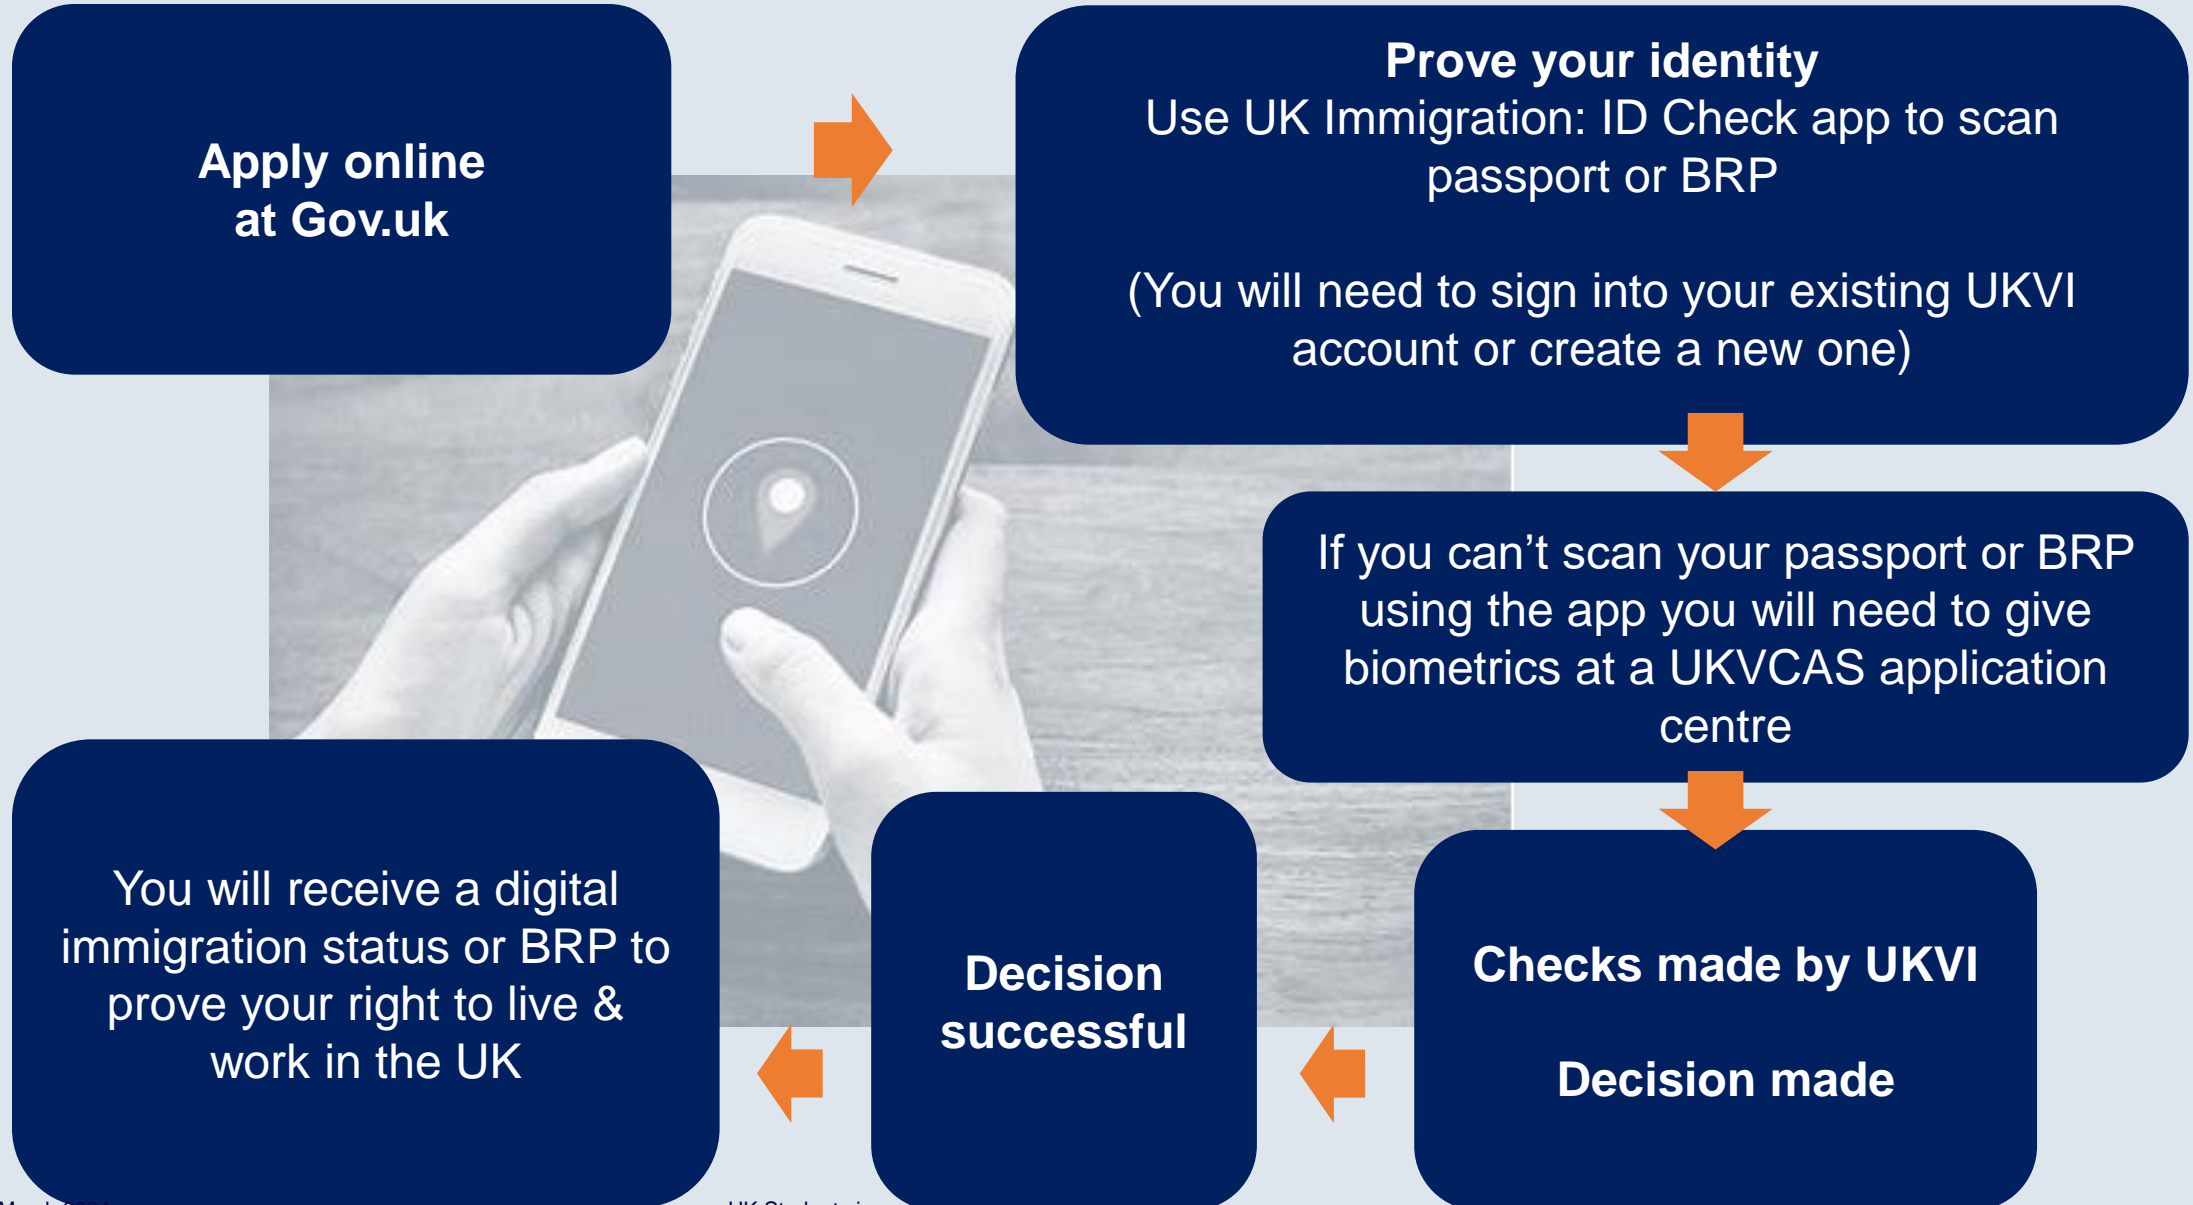 Apply online
at Gov.uk
Prove your identity
Use UK Immigration: ID Check app to scan
passport or BRP
(You will need to sign into your existing UKVI
account or create a new one)
If you can’t scan your passport or BRP
using the app you will need to give
biometrics at a UKVCAS application
centre
Checks made by UKVI
Decision made
Decision
successful
You will receive a digital
immigration status or BRP to
prove your right to live &
work in the UK